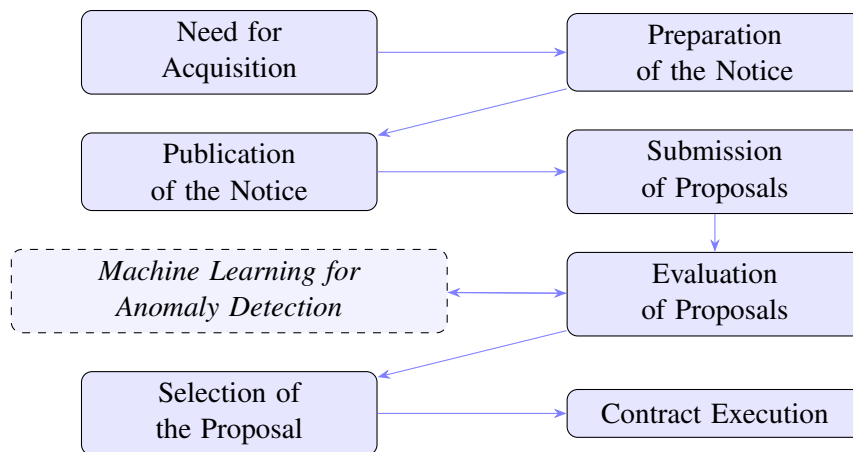 Need for
Acquisition
Preparation
of the Notice
Publication
of the Notice
Submission
of Proposals
Machine Learning for
Anomaly Detection
Evaluation
of Proposals
Selection of
the Proposal
Contract Execution